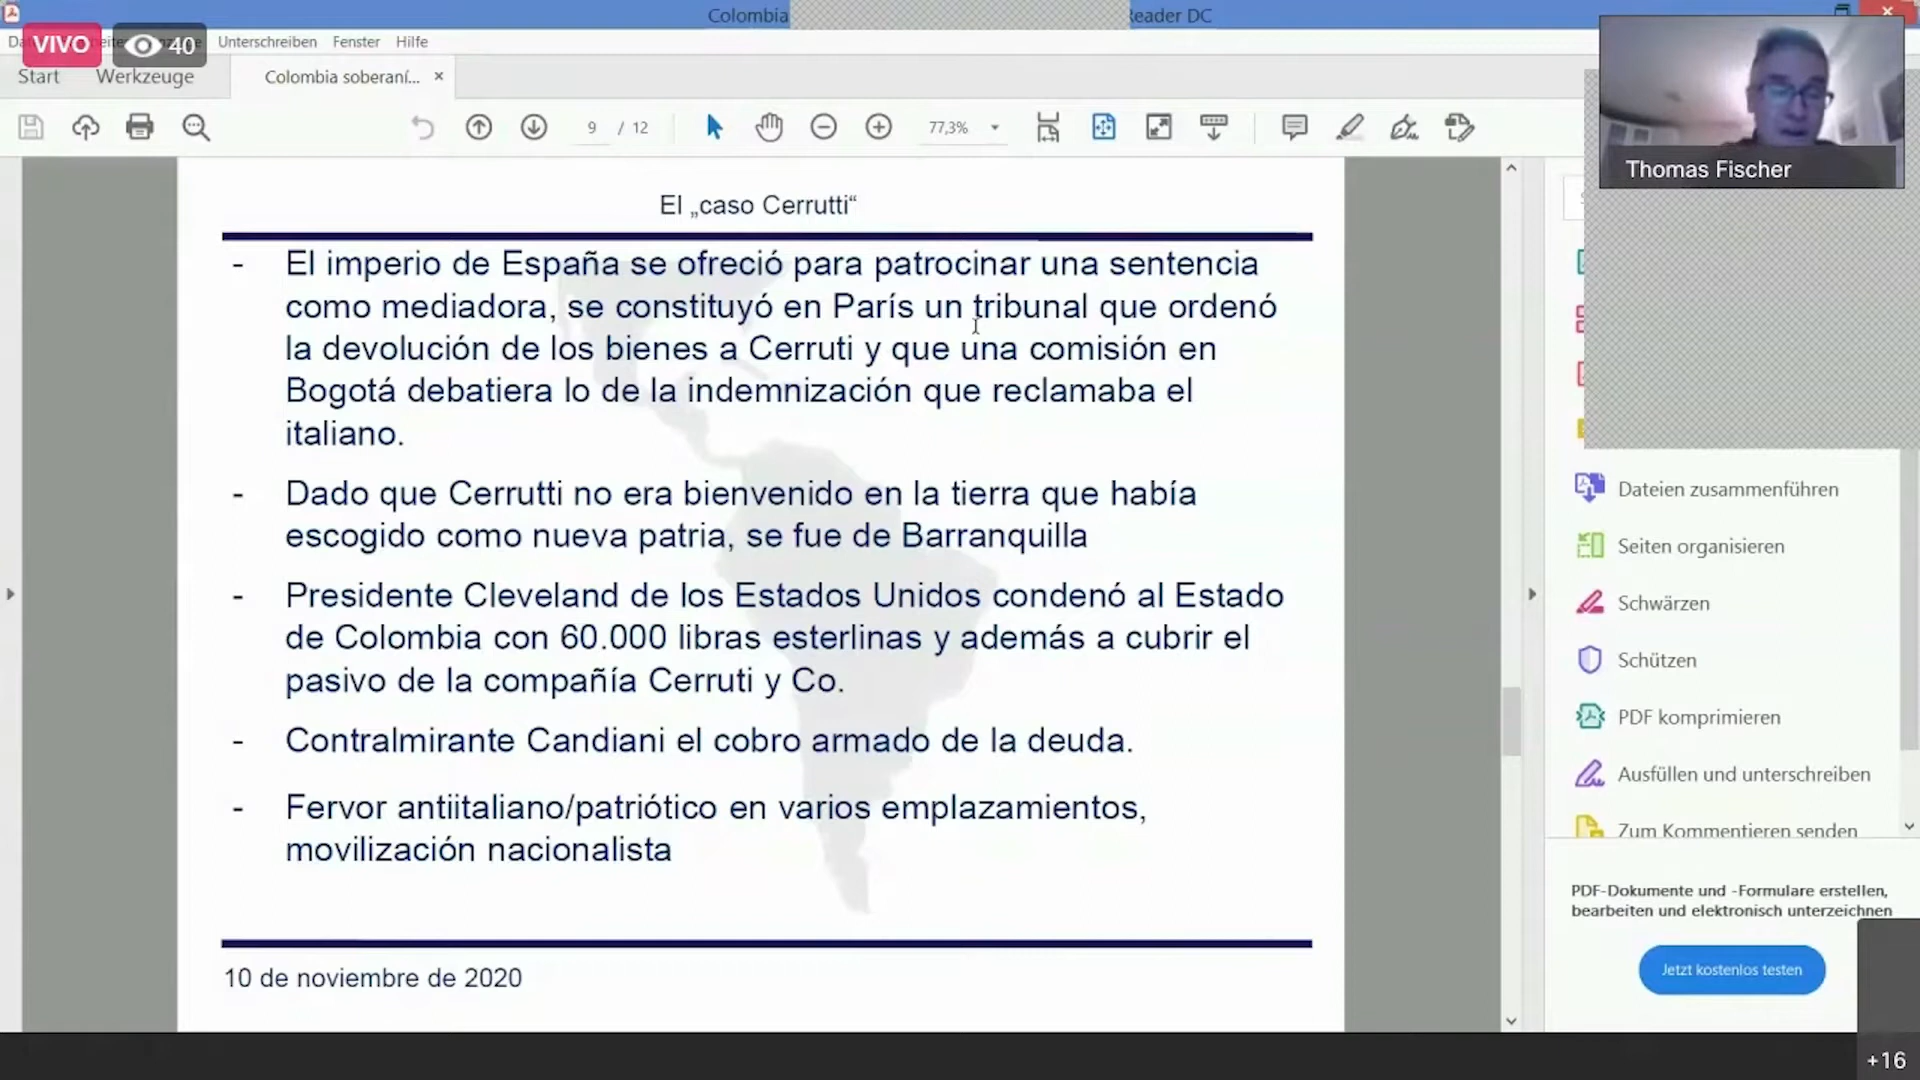 Colombia
Reader DC
VIVO
40
Unterschreiben Fenster Hilfe
Start Werkzeuge Colombia soberaní... ×
9 / 12 77,3%
Thomas Fischer
El „caso Cerrutti“
- El imperio de España se ofreció para patrocinar una sentencia
como mediadora, se constituyó en París un tribunal que ordenó
la devolución de los bienes a Cerruti y que una comisión en
Bogotá debatiera lo de la indemnización que reclamaba el
italiano.
- Dado que Cerrutti no era bienvenido en la tierra que había
escogido como nueva patria, se fue de Barranquilla
- Presidente Cleveland de los Estados Unidos condenó al Estado
de Colombia con 60.000 libras esterlinas y además a cubrir el
pasivo de la compañía Cerruti y Co.
- Contralmirante Candiani el cobro armado de la deuda.
- Fervor antiitaliano/patriótico en varios emplazamientos,
movilización nacionalista
10 de noviembre de 2020
Dateien zusammenführen
Seiten organisieren
Schwärzen
Schützen
PDF komprimieren
Ausfüllen und unterschreiben
Zum Kommentieren senden
PDF-Dokumente und -Formulare erstellen,
bearbeiten und elektronisch unterzeichnen
Jetzt kostenlos testen
+16